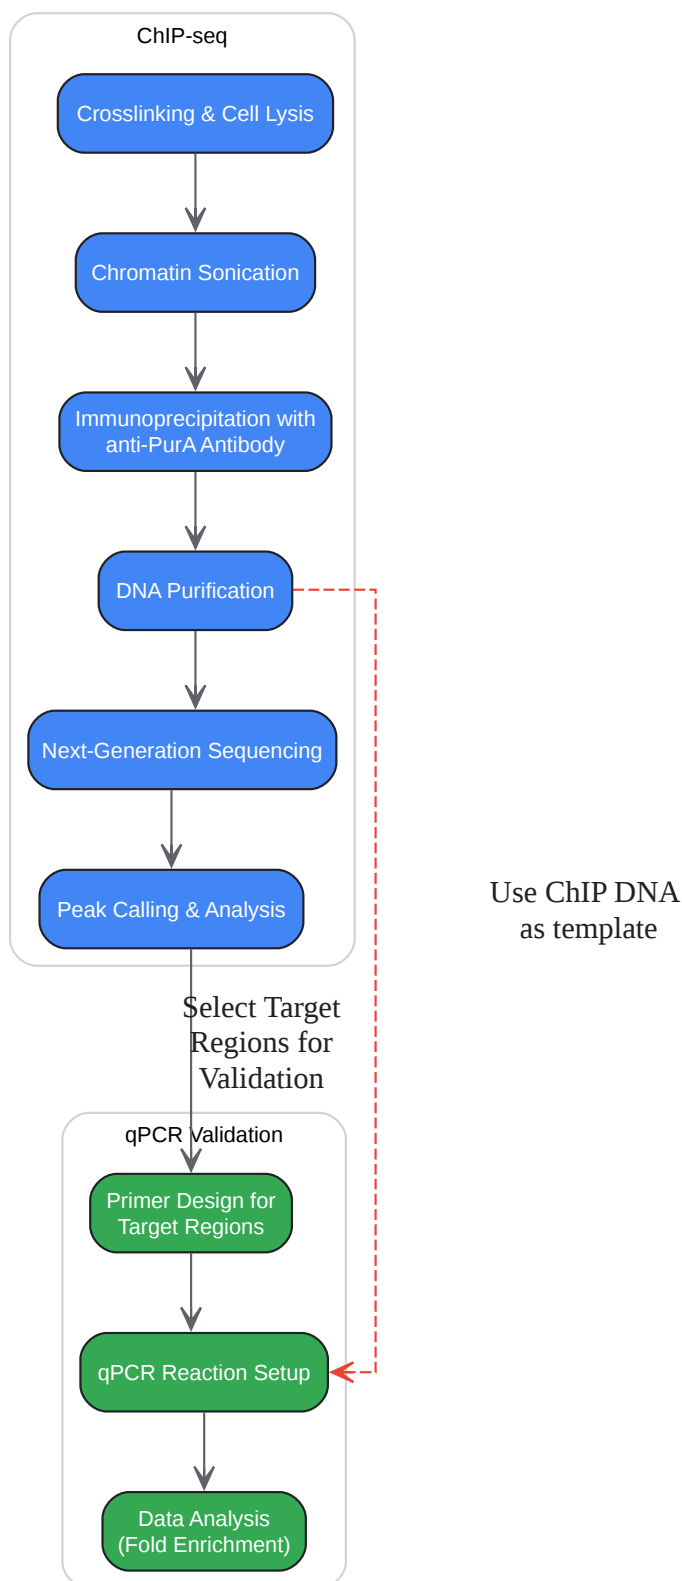 ChIP-seq
Crosslinking & Cell Lysis
Chromatin Sonication
Immunoprecipitation with
anti-PurA Antibody
DNA Purification
Next-Generation Sequencing
Peak Calling & Analysis
Use ChIP DNA
as template
Select Target
Regions for
Validation
qPCR Validation
Primer Design for
Target Regions
qPCR Reaction Setup
Data Analysis
(Fold Enrichment)